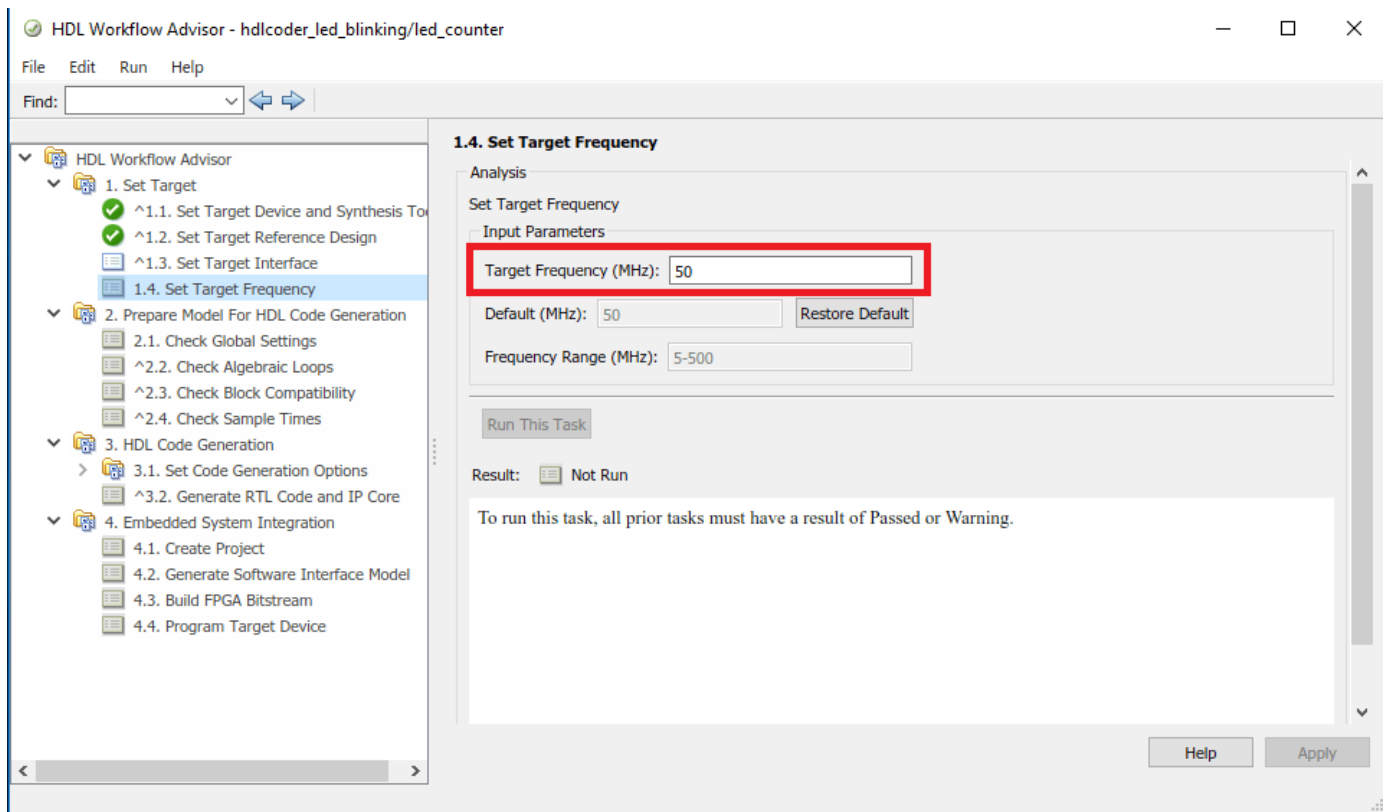 HDL Workflow Advisor - hdlcoder_led_blinking/led_counter
File Edit Run Help
Find:
HDL Workflow Advisor
1. Set Target
^1.1. Set Target Device and Synthesis To
^1.2. Set Target Reference Design
^1.3. Set Target Interface
1.4. Set Target Frequency
2. Prepare Model For HDL Code Generation
2.1. Check Global Settings
^2.2. Check Algebraic Loops
^2.3. Check Block Compatibility
^2.4. Check Sample Times
3. HDL Code Generation
3.1. Set Code Generation Options
^3.2. Generate RTL Code and IP Core
4. Embedded System Integration
4.1. Create Project
4.2. Generate Software Interface Model
4.3. Build FPGA Bitstream
4.4. Program Target Device
1.4. Set Target Frequency
Analysis
Set Target Frequency
Input Parameters
Target Frequency (MHz): 50
Default (MHz): 50 Restore Default
Frequency Range (MHz): 5-500
Run This Task
Result: Not Run
To run this task, all prior tasks must have a result of Passed or Warning.
Help Apply